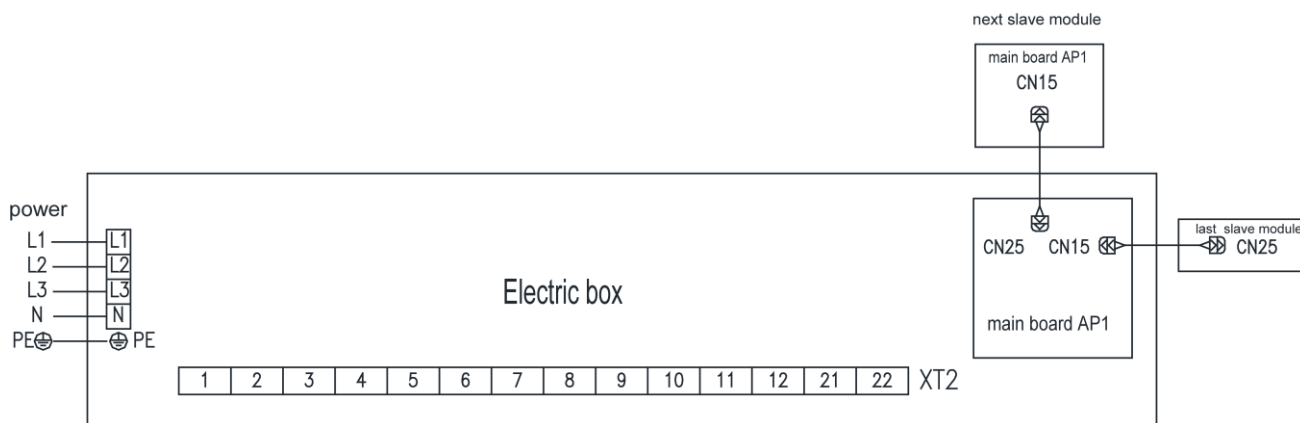 next slave module
main board AP1
CN15
power
L1 L1
L2 L2
L3 L3
N N
PE PE
Electric box
CN25 CN15
main board AP1
last slave module
CN25
1 2 3 4 5 6 7 8 9 10 11 12 21 22 XT2